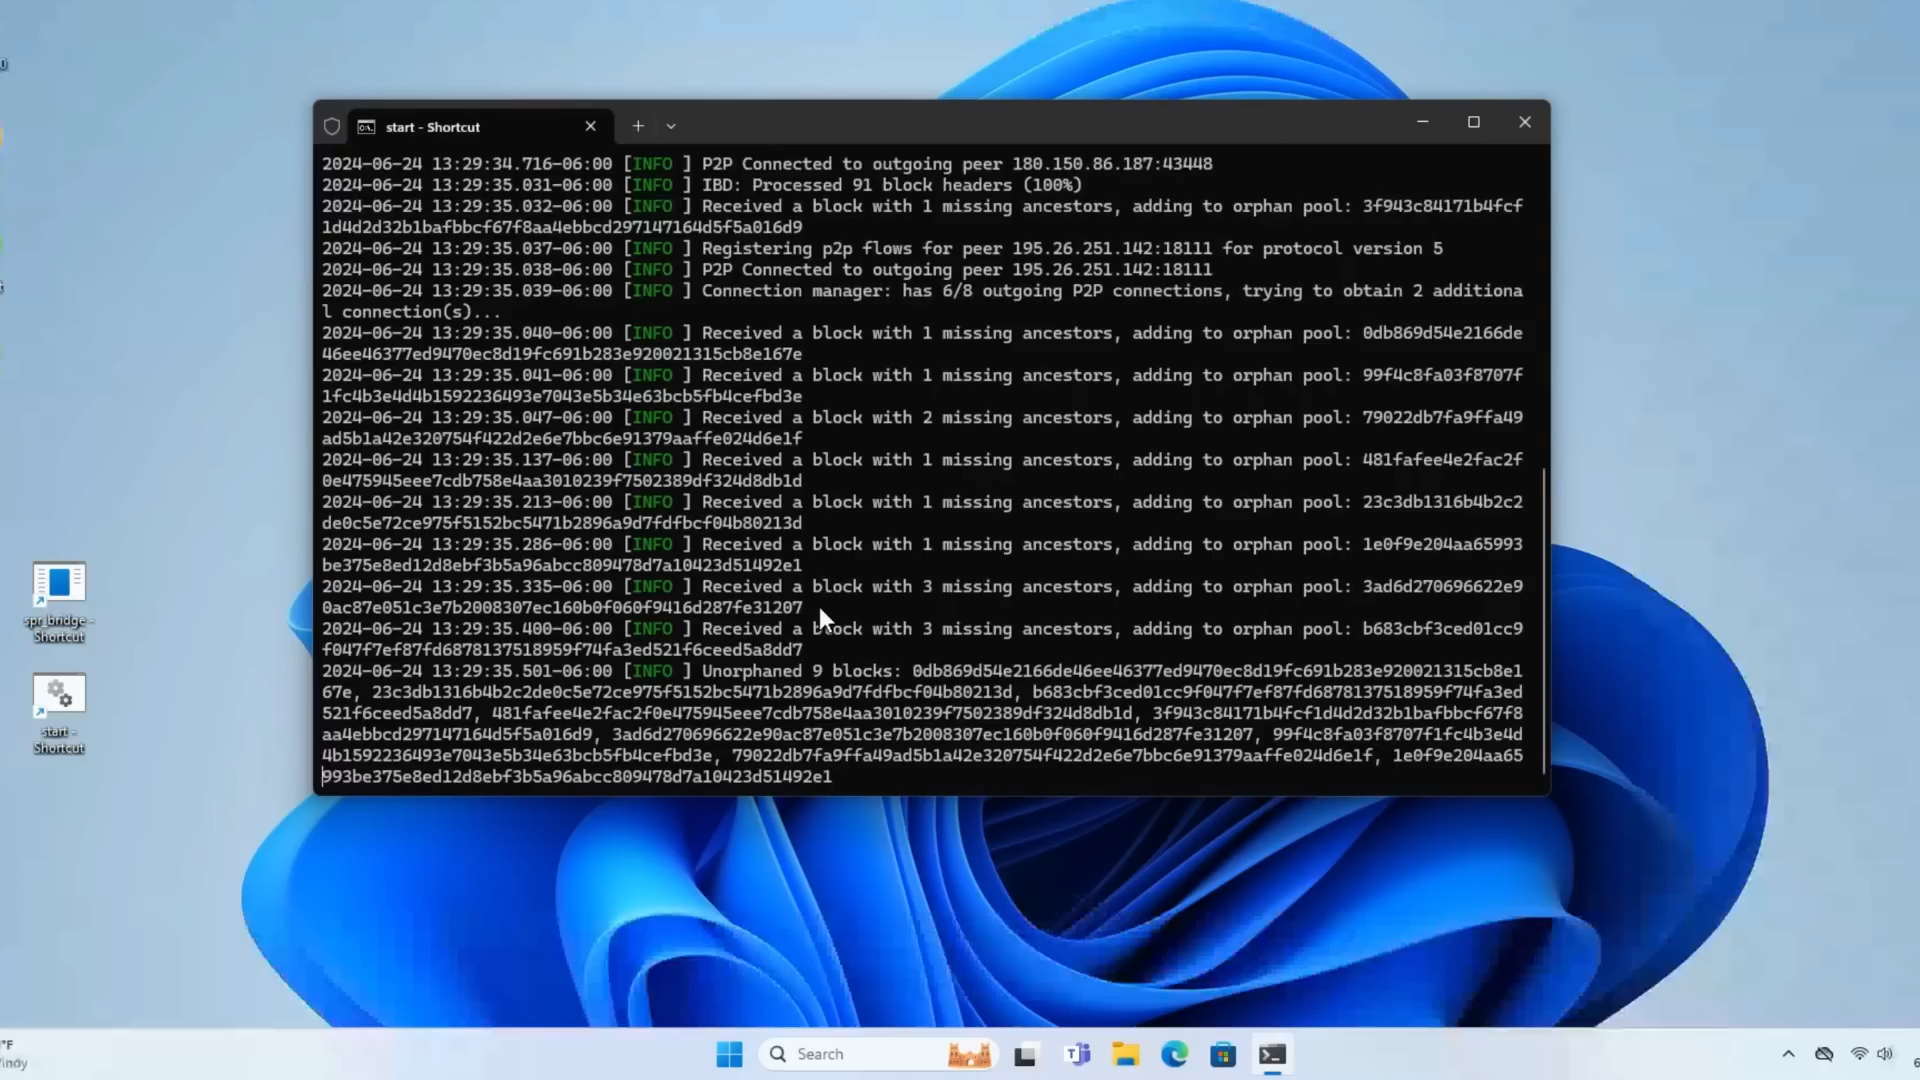 start - Shortcut
2024-06-24 13:29:34.716-06:00 [INFO ] P2P Connected to outgoing peer 180.150.86.187:43448
2024-06-24 13:29:35.031-06:00 [INFO ] IBD: Processed 91 block headers (100%)
2024-06-24 13:29:35.032-06:00 [INFO ] Received a block with 1 missing ancestors, adding to orphan pool: 3f943c84171b4fcf
1d4d2d32b1bafbbcf67f8aa4ebbcd297147164d5f5a016d9
2024-06-24 13:29:35.037-06:00 [INFO ] Registering p2p flows for peer 195.26.251.142:18111 for protocol version 5
2024-06-24 13:29:35.038-06:00 [INFO ] P2P Connected to outgoing peer 195.26.251.142:18111
2024-06-24 13:29:35.039-06:00 [INFO ] Connection manager: has 6/8 outgoing P2P connections, trying to obtain 2 additiona
l connection(s)...
2024-06-24 13:29:35.040-06:00 [INFO ] Received a block with 1 missing ancestors, adding to orphan pool: 0db869d54e2166de
46ee46377ed9470ec8d19fc691b283e920021315cb8e167e
2024-06-24 13:29:35.041-06:00 [INFO ] Received a block with 1 missing ancestors, adding to orphan pool: 99f4c8fa03f8707f
1fc4b3e4d4b1592236493e7043e5b34e63bcb5fb4cefbd3e
2024-06-24 13:29:35.047-06:00 [INFO ] Received a block with 2 missing ancestors, adding to orphan pool: 79022db7fa9ffa49
ad5b1a42e320754f422d2e6e7bbc6e91379aaffe024d6e1f
2024-06-24 13:29:35.137-06:00 [INFO ] Received a block with 1 missing ancestors, adding to orphan pool: 481fafee4e2fac2f
0e475945eee7cdb758e4aa3010239f7502389df324d8db1d
2024-06-24 13:29:35.213-06:00 [INFO ] Received a block with 1 missing ancestors, adding to orphan pool: 23c3db1316b4b2c2
de0c5e72ce975f5152bc5471b2896a9d7fdfbcf04b80213d
2024-06-24 13:29:35.286-06:00 [INFO ] Received a block with 1 missing ancestors, adding to orphan pool: 1e0f9e204aa65993
be375e8ed12d8ebf3b5a96abcc809478d7a10423d51492e1
2024-06-24 13:29:35.335-06:00 [INFO ] Received a block with 3 missing ancestors, adding to orphan pool: 3ad6d270696622e9
0ac87e051c3e7b2008307ec160b0f060f9416d287fe31207
2024-06-24 13:29:35.400-06:00 [INFO ] Received a block with 3 missing ancestors, adding to orphan pool: b683cbf3ced01cc9
f047f7ef87fd6878137518959f74fa3ed521f6ceed5a8dd7
2024-06-24 13:29:35.501-06:00 [INFO ] Unorphaned 9 blocks: 0db869d54e2166de46ee46377ed9470ec8d19fc691b283e920021315cb8e1
67e, 23c3db1316b4b2c2de0c5e72ce975f5152bc5471b2896a9d7fdfbcf04b80213d, b683cbf3ced01cc9f047f7ef87fd6878137518959f74fa3ed
521f6ceed5a8dd7, 481fafee4e2fac2f0e475945eee7cdb758e4aa3010239f7502389df324d8db1d, 3f943c84171b4fcf1d4d2d32b1bafbbcf67f8
aa4ebbcd297147164d5f5a016d9, 3ad6d270696622e90ac87e051c3e7b2008307ec160b0f060f9416d287fe31207, 99f4c8fa03f8707f1fc4b3e4d
4b1592236493e7043e5b34e63bcb5fb4cefbd3e, 79022db7fa9ffa49ad5b1a42e320754f422d2e6e7bbc6e91379aaffe024d6e1f, 1e0f9e204aa65
993be375e8ed12d8ebf3b5a96abcc809478d7a10423d51492e1
spr_bridge -
Shortcut
start -
Shortcut
Search